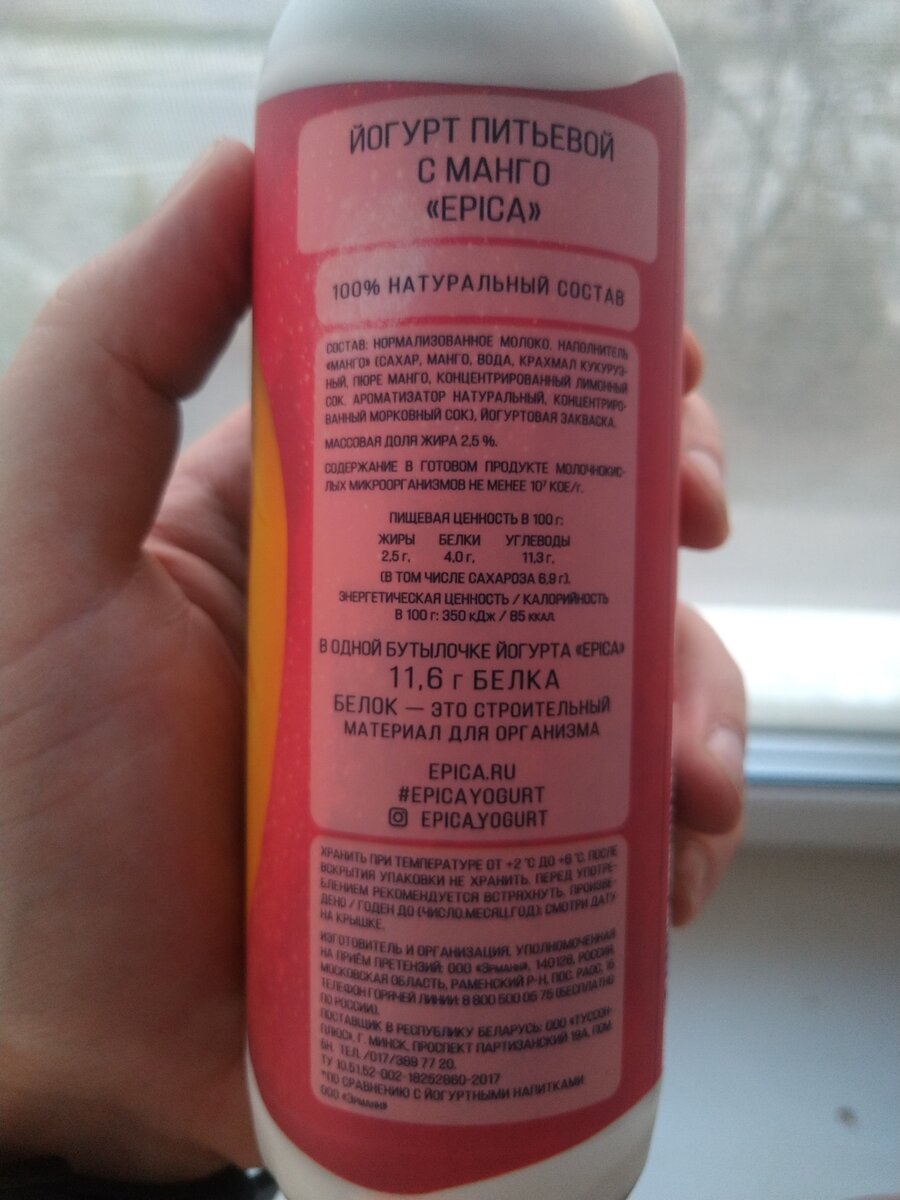 ЙОГУРТ ПИТЬЕВОЙ
С МАНГО
«EPICA»
100% НАТУРАЛЬНЫЙ СОСТАВ
СОСТАВ: НОРМАЛИЗОВАННОЕ МОЛОКО, НАПОЛНИТЕЛЬ
«МАНГО» (САХАР, МАНГО, ВОДА, КРАХМАЛ КУКУРУЗ-
НЫЙ, ПЮРЕ МАНГО, КОНЦЕНТРИРОВАННЫЙ ЛИМОННЫЙ
СОК, АРОМАТИЗАТОР НАТУРАЛЬНЫЙ, КОНЦЕНТРИРО-
ВАННЫЙ МОРКОВНЫЙ СОК), ЙОГУРТОВАЯ ЗАКВАСКА.
МАССОВАЯ ДОЛЯ ЖИРА 2,5 %.
СОДЕРЖАНИЕ В ГОТОВОМ ПРОДУКТЕ МОЛОЧНОКИС-
ЛЫХ МИКРООРГАНИЗМОВ НЕ МЕНЕЕ 10⁷ КОЕ/г.
ПИЩЕВАЯ ЦЕННОСТЬ В 100 г:
ЖИРЫ БЕЛКИ УГЛЕВОДЫ
2,5 г, 4,0 г, 11,3 г,
(В ТОМ ЧИСЛЕ САХАРОЗА 6,9 г).
ЭНЕРГЕТИЧЕСКАЯ ЦЕННОСТЬ / КАЛОРИЙНОСТЬ
В 100 г: 350 кДж / 85 ккал
В ОДНОЙ БУТЫЛОЧКЕ ЙОГУРТА «EPICA»
11,6 г БЕЛКА
БЕЛОК — ЭТО СТРОИТЕЛЬНЫЙ
МАТЕРИАЛ ДЛЯ ОРГАНИЗМА
EPICA.RU
#EPICAYOGURT
EPICA_YOGURT
ХРАНИТЬ ПРИ ТЕМПЕРАТУРЕ ОТ +2 °С ДО +6 °С. ПОСЛЕ
ВСКРЫТИЯ УПАКОВКИ НЕ ХРАНИТЬ. ПЕРЕД УПОТРЕ-
БЛЕНИЕМ РЕКОМЕНДУЕТСЯ ВСТРЯХНУТЬ. ПРОИЗВЕ-
ДЕНО / ГОДЕН ДО (ЧИСЛО.МЕСЯЦ.ГОД): СМОТРИ ДАТУ
НА КРЫШКЕ.
ИЗГОТОВИТЕЛЬ И ОРГАНИЗАЦИЯ, УПОЛНОМОЧЕННАЯ
НА ПРИЁМ ПРЕТЕНЗИЙ: ООО «Эрманн», 140126, РОССИЯ,
МОСКОВСКАЯ ОБЛАСТЬ, РАМЕНСКИЙ Р-Н, ПОС. РАОС, 15
ТЕЛЕФОН ГОРЯЧЕЙ ЛИНИИ: 8 800 500 05 75 (БЕСПЛАТНО
ПО РОССИИ).
ПОСТАВЩИК В РЕСПУБЛИКУ БЕЛАРУСЬ: ООО «ТУССОН-
ПЛЮС», Г. МИНСК, ПРОСПЕКТ ПАРТИЗАНСКИЙ 19А, ПОМ.
6Н. ТЕЛ. /017/389 77 20.
ТУ 10.51.52-002-18252960-2017
*ПО СРАВНЕНИЮ С ЙОГУРТНЫМИ НАПИТКАМИ
ООО «Эрманн»